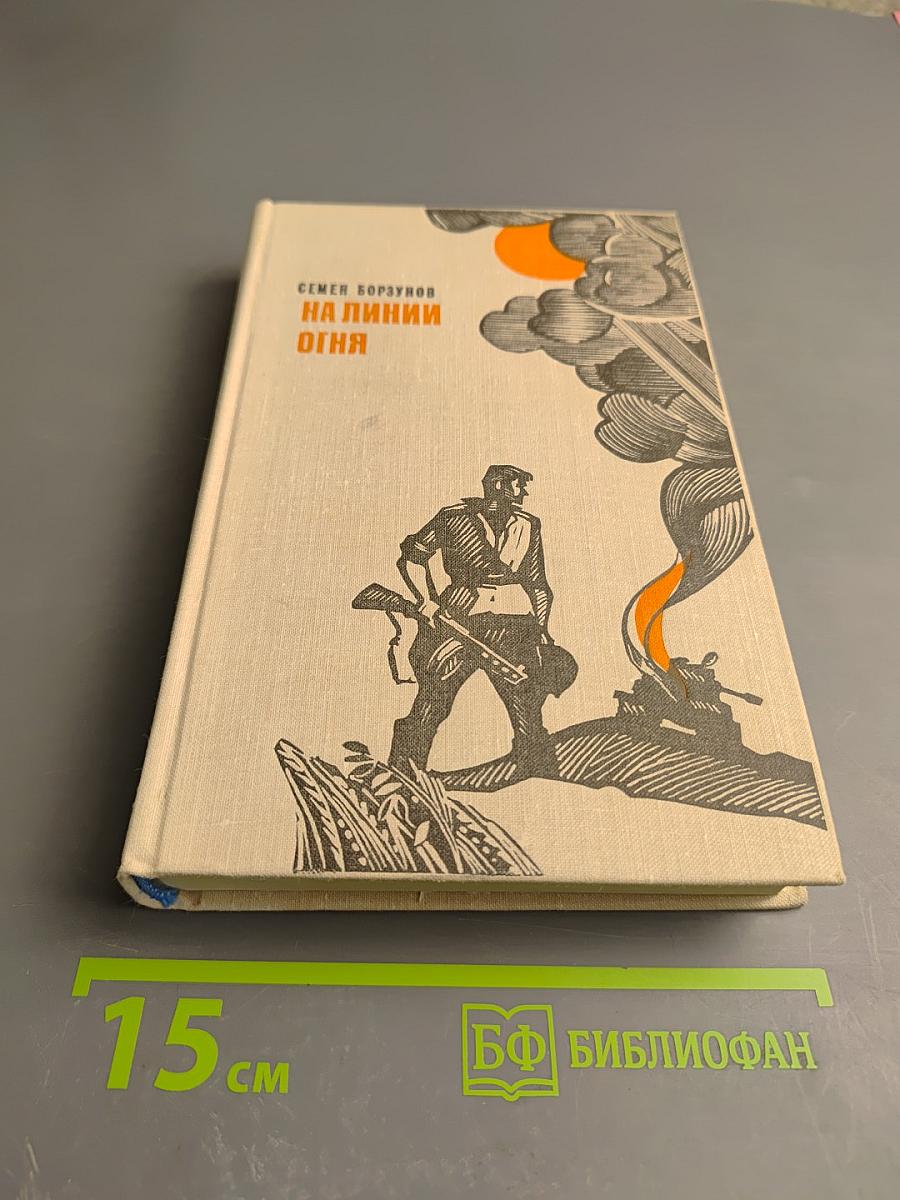 СЕМЕН БОРЗУНОВ
НА ЛИНИИ
ОГНЯ
15 см
БФ БИБЛИОФАН